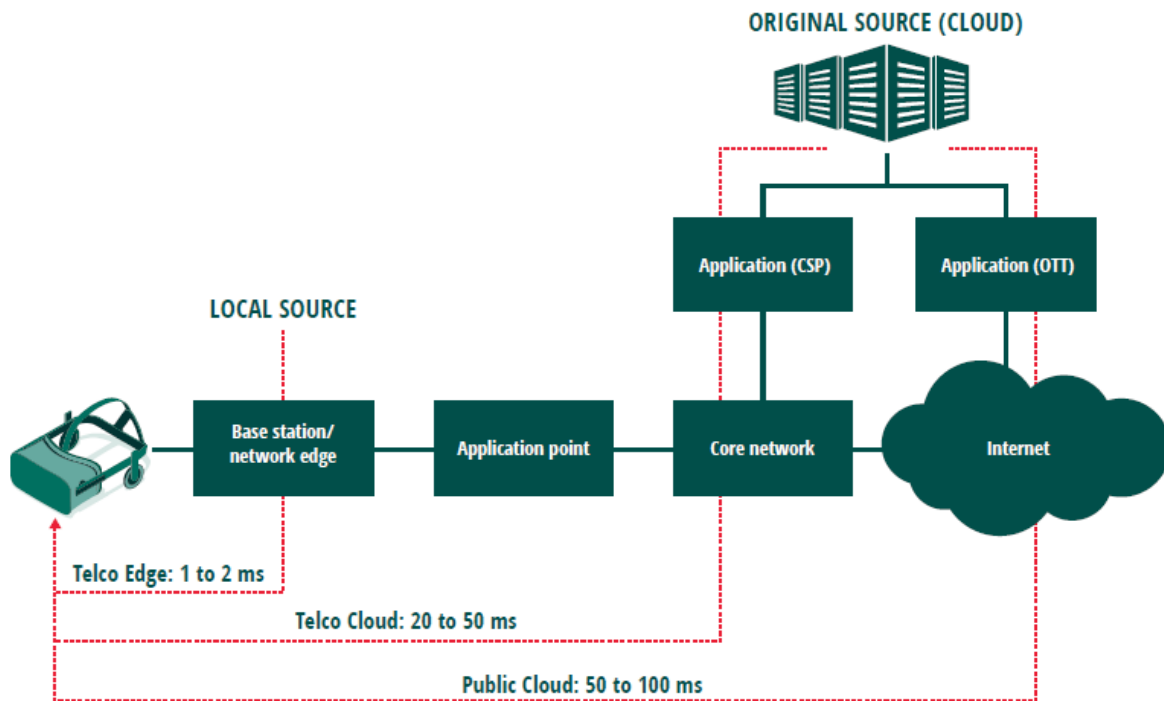 ORIGINAL SOURCE (CLOUD)
Application (CSP)
Application (OTT)
LOCAL SOURCE
Base station/
network edge
Application point
Core network
Internet
Telco Edge: 1 to 2 ms
Telco Cloud: 20 to 50 ms
Public Cloud: 50 to 100 ms